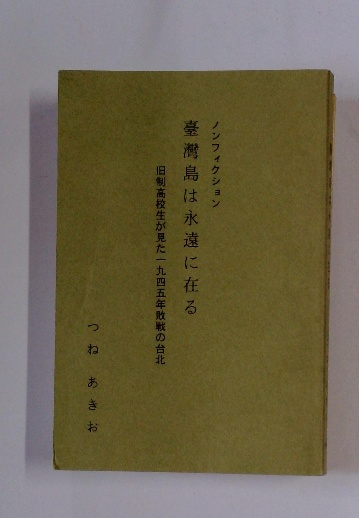 ノンフィクション
臺灣島は永遠に在る
旧制高校生が見た一九四五年敗戦の台北
つね あきお